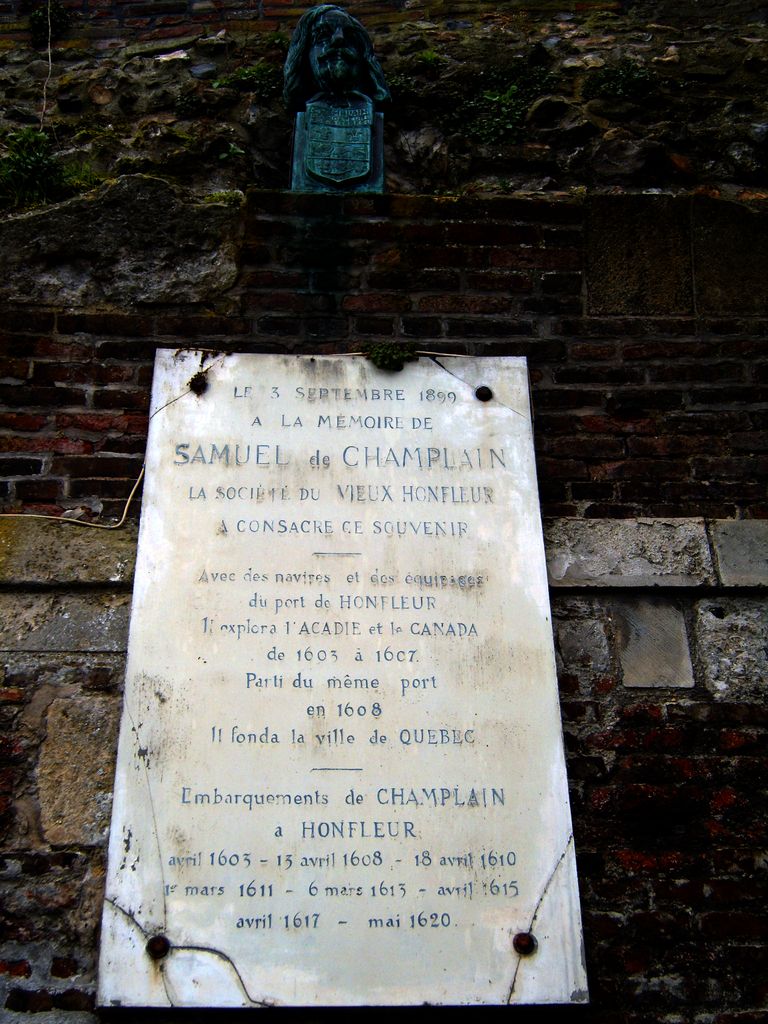 LE 3 SEPTEMBRE 1899
A LA MEMOIRE DE
SAMUEL de CHAMPLAIN
LA SOCIÉTÉ DU VIEUX HONFLEUR
A CONSACRE CE SOUVENIR
Avec des navires et des équipages
du port de HONFLEUR
Il explora l'ACADIE et le CANADA
de 1603 à 1607.
Parti du même port
en 1608
Il fonda la ville de QUEBEC
Embarquements de CHAMPLAIN
a HONFLEUR
avril 1603 - 13 avril 1608 - 18 avril 1610
1er mars 1611 - 6 mars 1613 - avril 1615
avril 1617 - mai 1620.